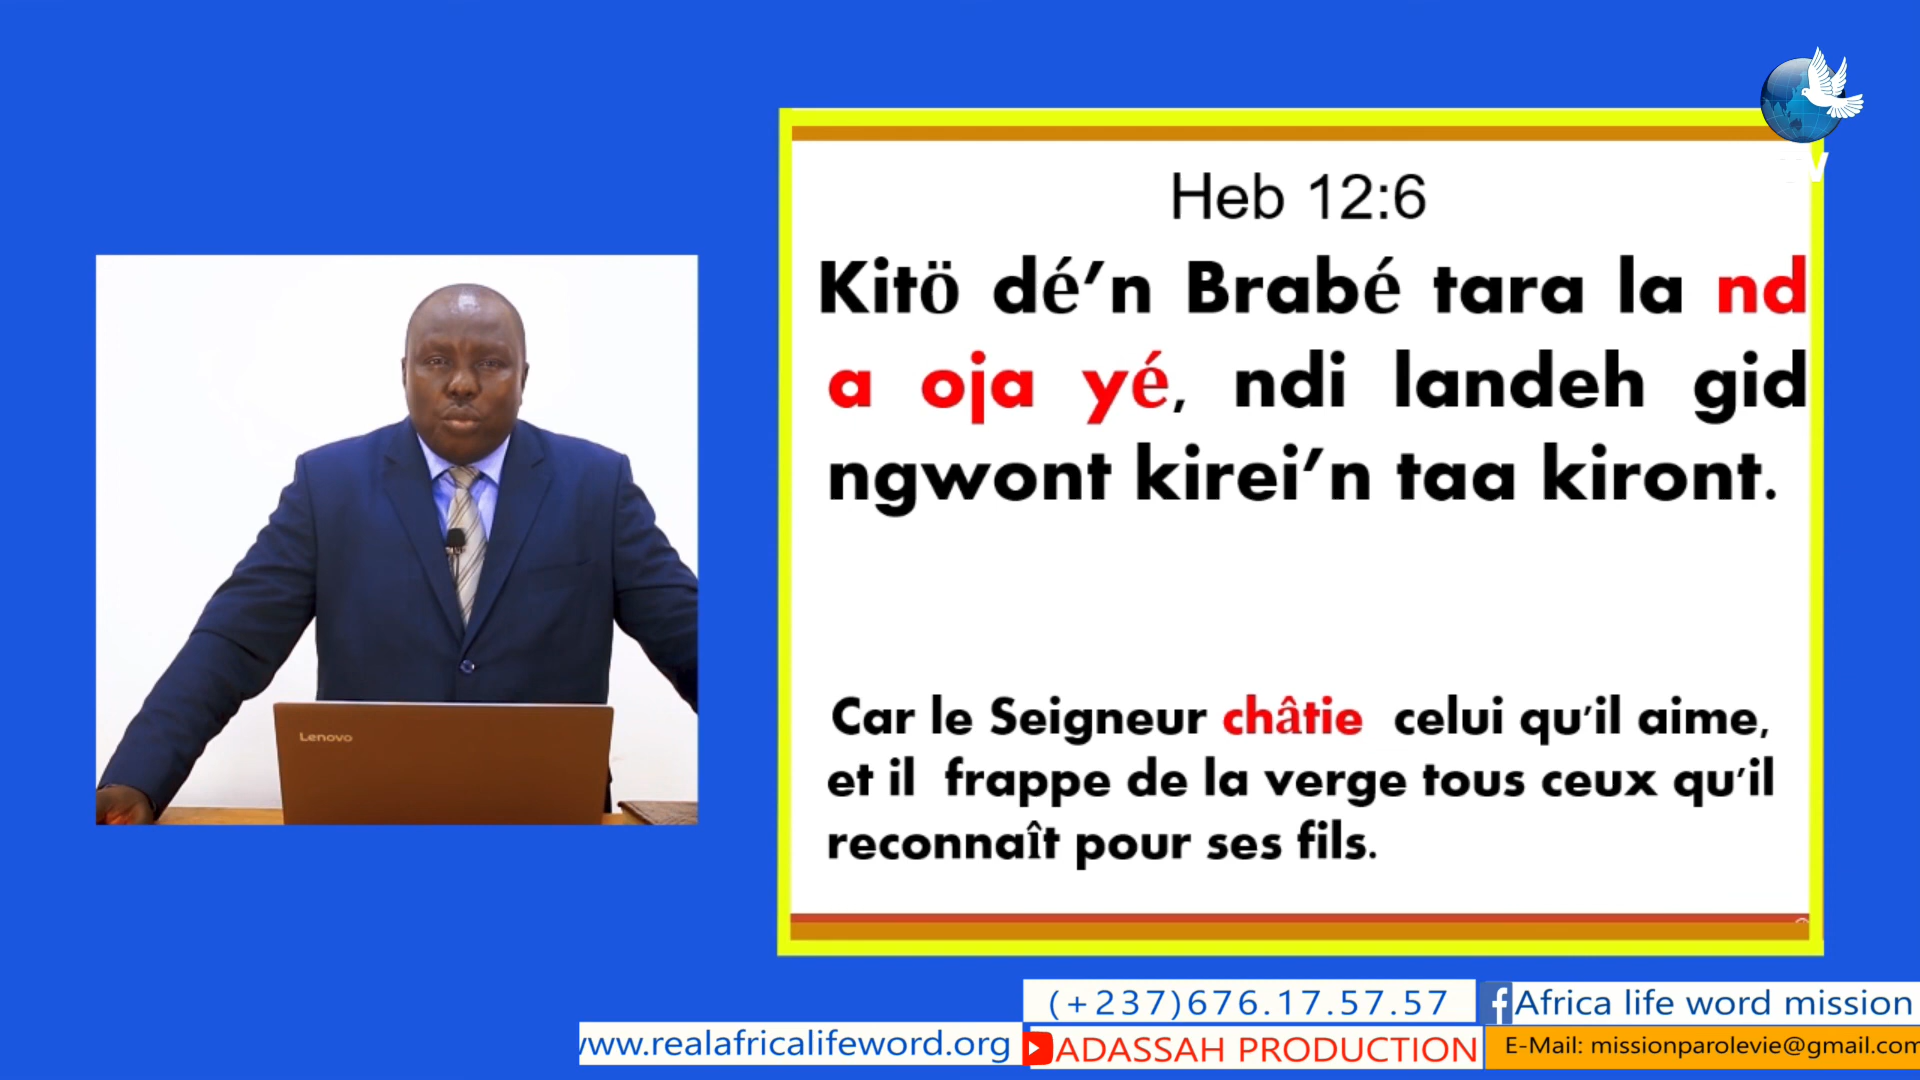 Heb 12:6
Kitö dé’n Brabé tara la nd
a oja yé, ndi landeh gid
ngwont kirei’n taa kiront.
Car le Seigneur châtie celui qu’il aime,
et il frappe de la verge tous ceux qu’il
reconnaît pour ses fils.
Lenovo
(+237)676.17.57.57
Africa life word mission
www.realafricalifeword.org
ADASSAH PRODUCTION
E-Mail: missionparolevie@gmail.com